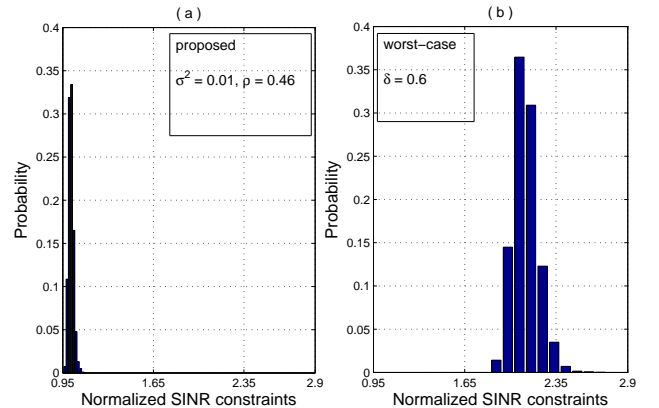 ( a )
proposed
σ² = 0.01, ρ = 0.46
0.4
0.35
0.3
0.25
0.2
0.15
0.1
0.05
0
Probability
0.95 1.65 2.35 2.9
Normalized SINR constraints
( b )
worst−case
δ = 0.6
0.4
0.35
0.3
0.25
0.2
0.15
0.1
0.05
0
Probability
0.95 1.65 2.35 2.9
Normalized SINR constraints